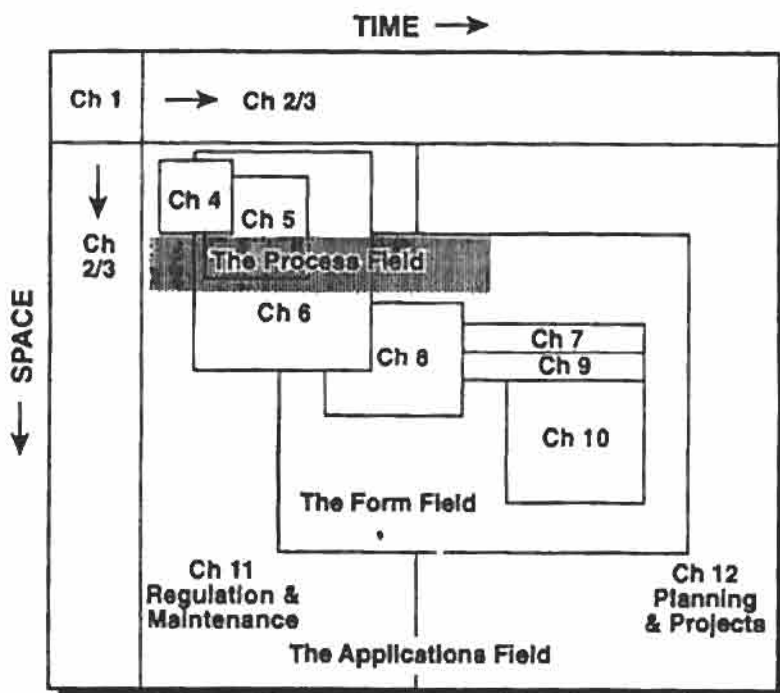 TIME →
Ch 1
→ Ch 2/3
Ch 4
Ch 5
Ch
2/3
The Process Field
← SPACE
Ch 6
Ch 7
Ch 8
Ch 9
Ch 10
The Form Field
Ch 11
Regulation &
Maintenance
Ch 12
Planning
& Projects
The Applications Field